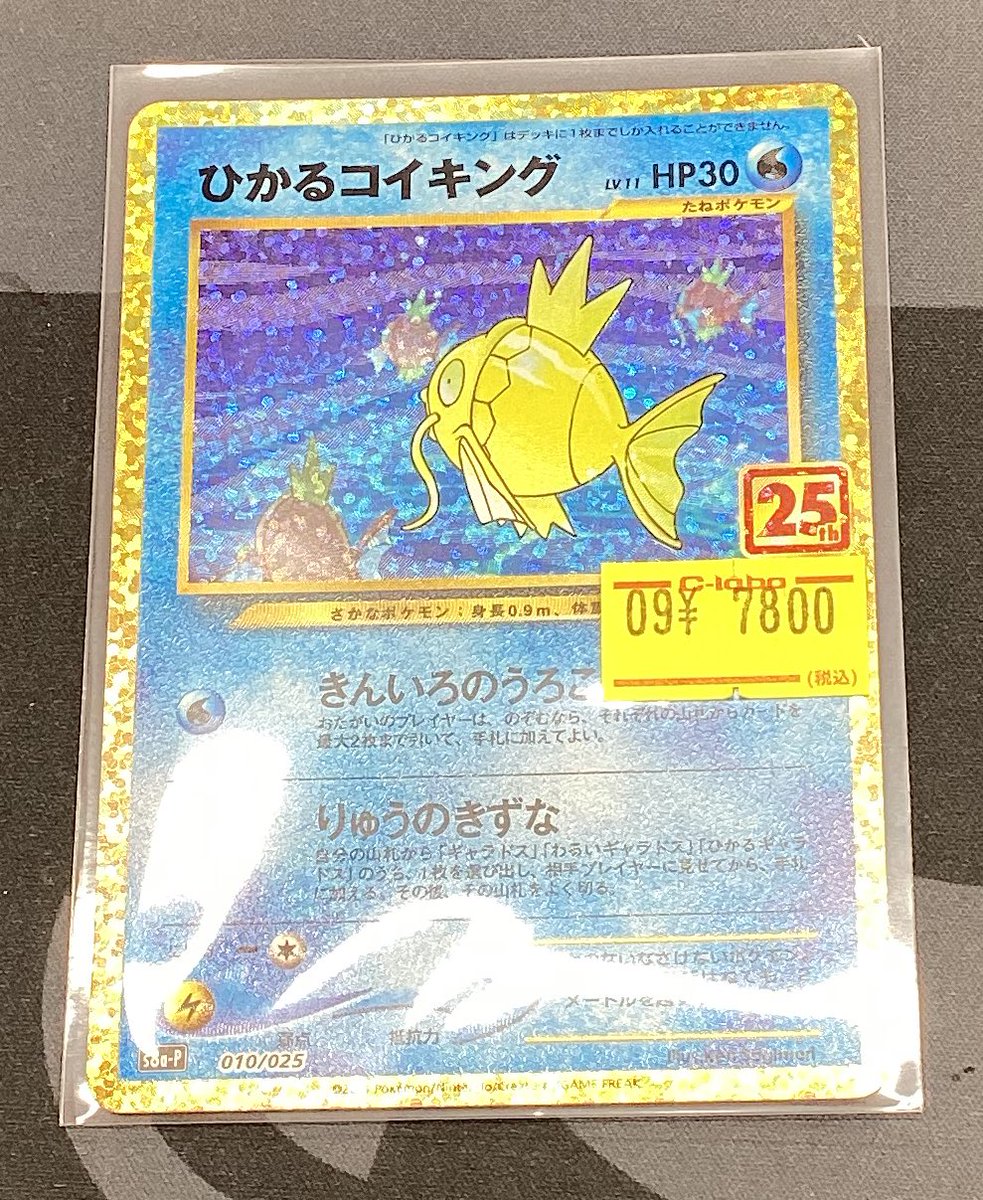 「ひかるコイキング」はデッキに1枚までしか入れることができません。
ひかるコイキング LV.11 HP30
たねポケモン
25th
さかなポケモン：身長0.9m、体重
C-labo
09¥ 7800
(税込)
きんいろのうろこ
おたがいのプレイヤーは、のぞむなら、それぞれの山札からカードを
最大2枚まで引いて、手札に加えてよい。
りゅうのきずな
自分の山札から「ギャラドス」「わるいギャラドス」「ひかるギャラ
ドス」のうち、1枚を選び出し、相手プレイヤーに見せてから、手札
に加える。その後、その山札をよく切る。
弱点 抵抗力
S8a-P 010/025
Pokémon/Nintendo/Creatures/GAME FREAK